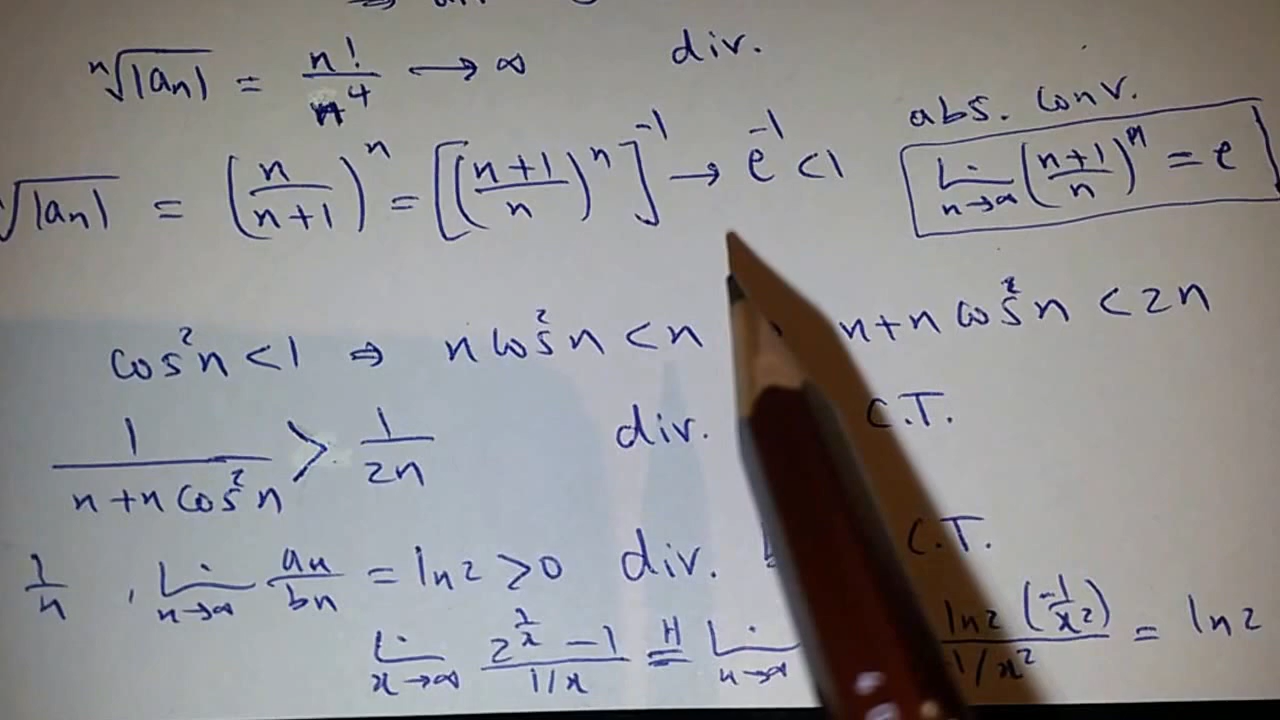 ⁿ√|aₙ| = n!/n⁴ → ∞ div.
√|aₙ| = (n/(n+1))ⁿ = [((n+1)/n)ⁿ]⁻¹ → e⁻¹ < 1 abs. conv.
Lim n→∞ ((n+1)/n)ⁿ = e
cos²n < 1 ⇒ n cos²n < n n + n cos²n < 2n
1/(n + n cos²n) > 1/2n div. C.T.
1/n , Lim n→∞ aₙ/bₙ = ln2 > 0 div. C.T.
Lim x→∞ (2^(1/x) − 1)/(1/x) =ᴴ Lim x→∞ ln2 (−1/x²)/(1/x²) = ln2